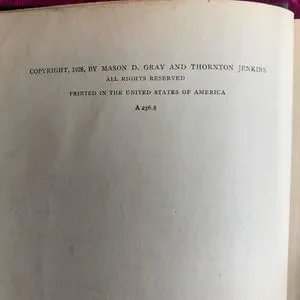 COPYRIGHT, 1928, BY MASON D. GRAY AND THORNTON JENKINS
ALL RIGHTS RESERVED
PRINTED IN THE UNITED STATES OF AMERICA
A 236.8